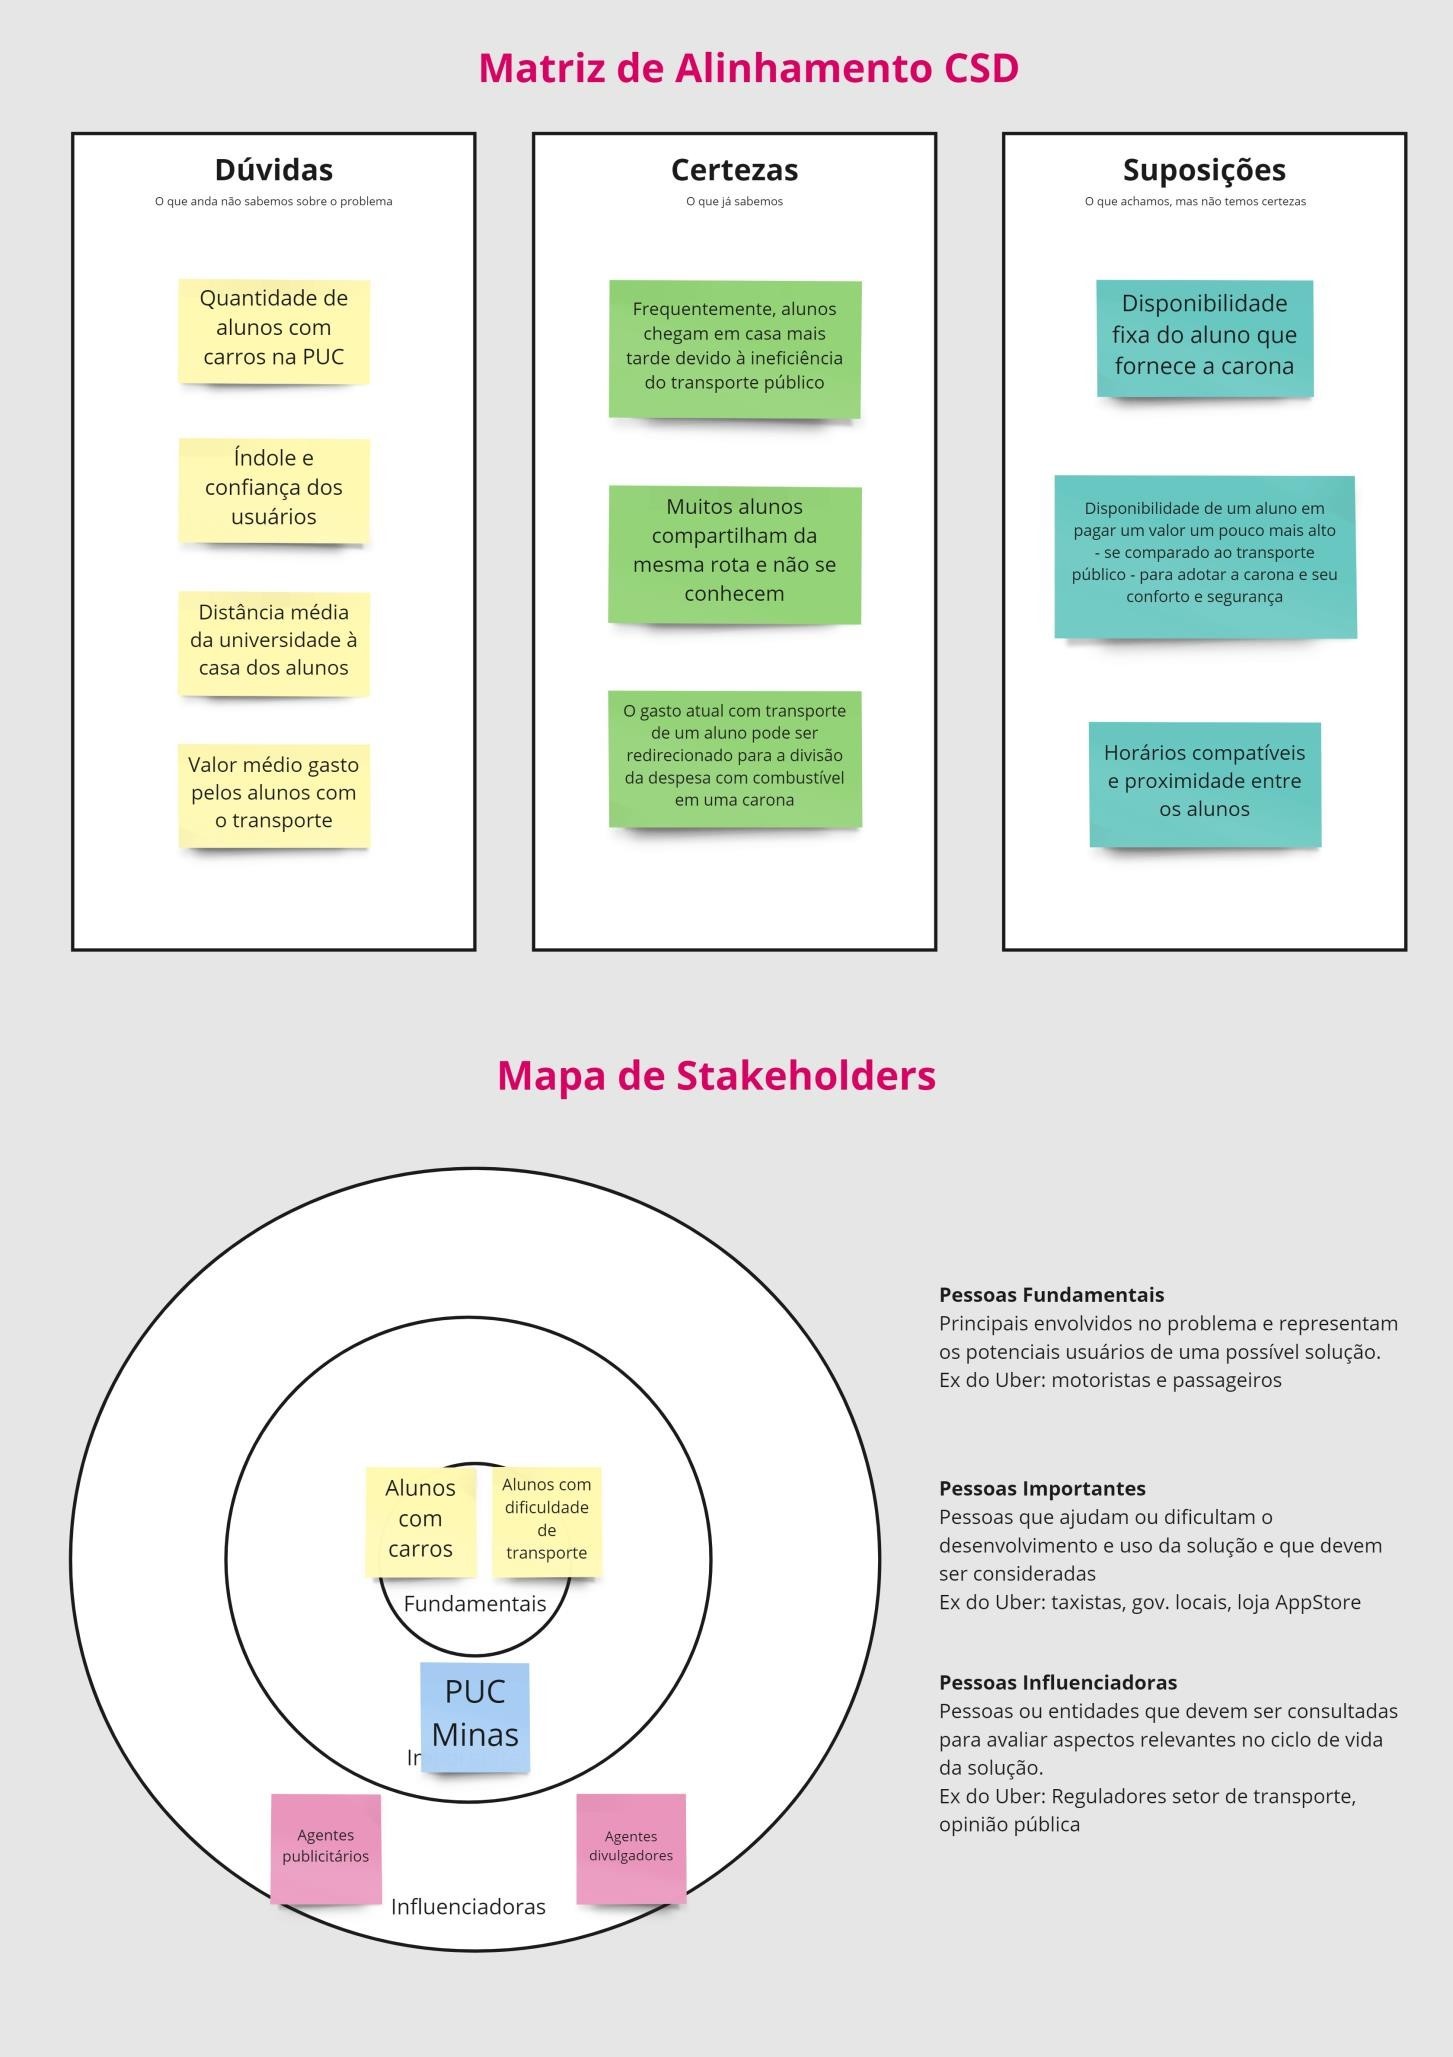 Matriz de Alinhamento CSD
Dúvidas
O que anda não sabemos sobre o problema
Quantidade de
alunos com
carros na PUC
Índole e
confiança dos
usuários
Distância média
da universidade à
casa dos alunos
Valor médio gasto
pelos alunos com
o transporte
Certezas
O que já sabemos
Frequentemente, alunos
chegam em casa mais
tarde devido à ineficiência
do transporte público
Muitos alunos
compartilham da
mesma rota e não se
conhecem
O gasto atual com transporte
de um aluno pode ser
redirecionado para a divisão
da despesa com combustível
em uma carona
Suposições
O que achamos, mas não temos certezas
Disponibilidade
fixa do aluno que
fornece a carona
Disponibilidade de um aluno em
pagar um valor um pouco mais alto
- se comparado ao transporte
público - para adotar a carona e seu
conforto e segurança
Horários compatíveis
e proximidade entre
os alunos
Mapa de Stakeholders
Alunos
com
carros
Alunos com
dificuldade
de
transporte
Fundamentais
PUC
Minas
Agentes
publicitários
Agentes
divulgadores
Influenciadoras
Pessoas Fundamentais
Principais envolvidos no problema e representam
os potenciais usuários de uma possível solução.
Ex do Uber: motoristas e passageiros
Pessoas Importantes
Pessoas que ajudam ou dificultam o
desenvolvimento e uso da solução e que devem
ser consideradas
Ex do Uber: taxistas, gov. locais, loja AppStore
Pessoas Influenciadoras
Pessoas ou entidades que devem ser consultadas
para avaliar aspectos relevantes no ciclo de vida
da solução.
Ex do Uber: Reguladores setor de transporte,
opinião pública